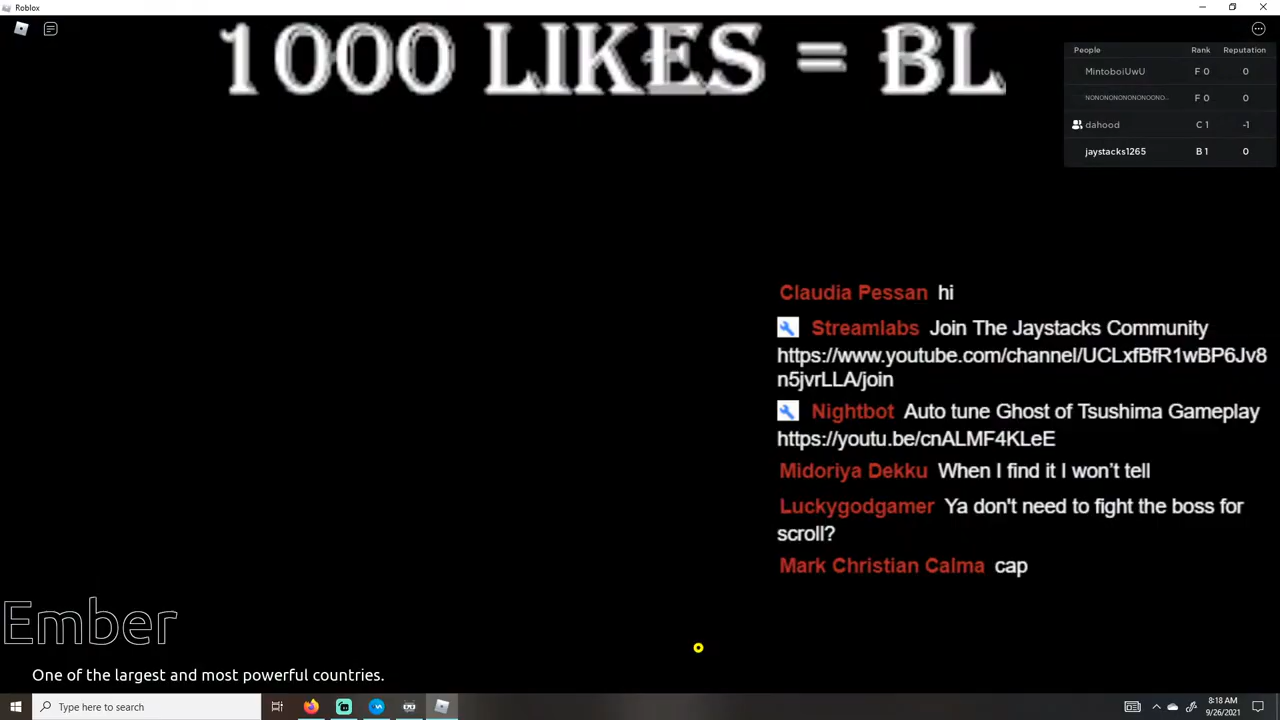 Roblox
1000 LIKES = BL
People Rank Reputation
MintoboiUwU F 0 0
NONONONONONONOONO... F 0 0
dahood C 1 -1
jaystacks1265 B 1 0
Claudia Pessan hi
Streamlabs Join The Jaystacks Community
https://www.youtube.com/channel/UCLxfBfR1wBP6Jv8
n5jvrLLA/join
Nightbot Auto tune Ghost of Tsushima Gameplay
https://youtu.be/cnALMF4KLeE
Midoriya Dekku When I find it I won't tell
Luckygodgamer Ya don't need to fight the boss for
scroll?
Mark Christian Calma cap
Ember
One of the largest and most powerful countries.
Type here to search
8:18 AM
9/26/2021